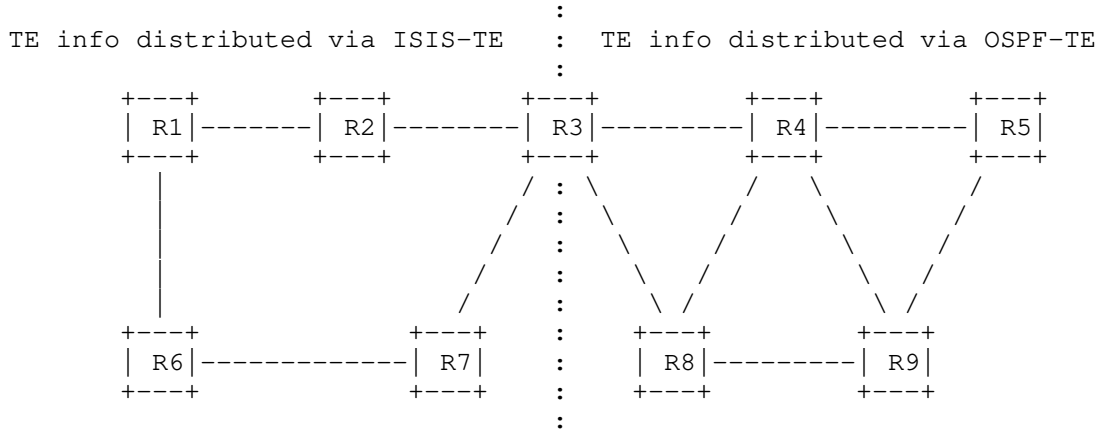 TE info distributed via ISIS-TE : TE info distributed via OSPF-TE
R1 R2 R3 R4 R5
R6 R7 R8 R9